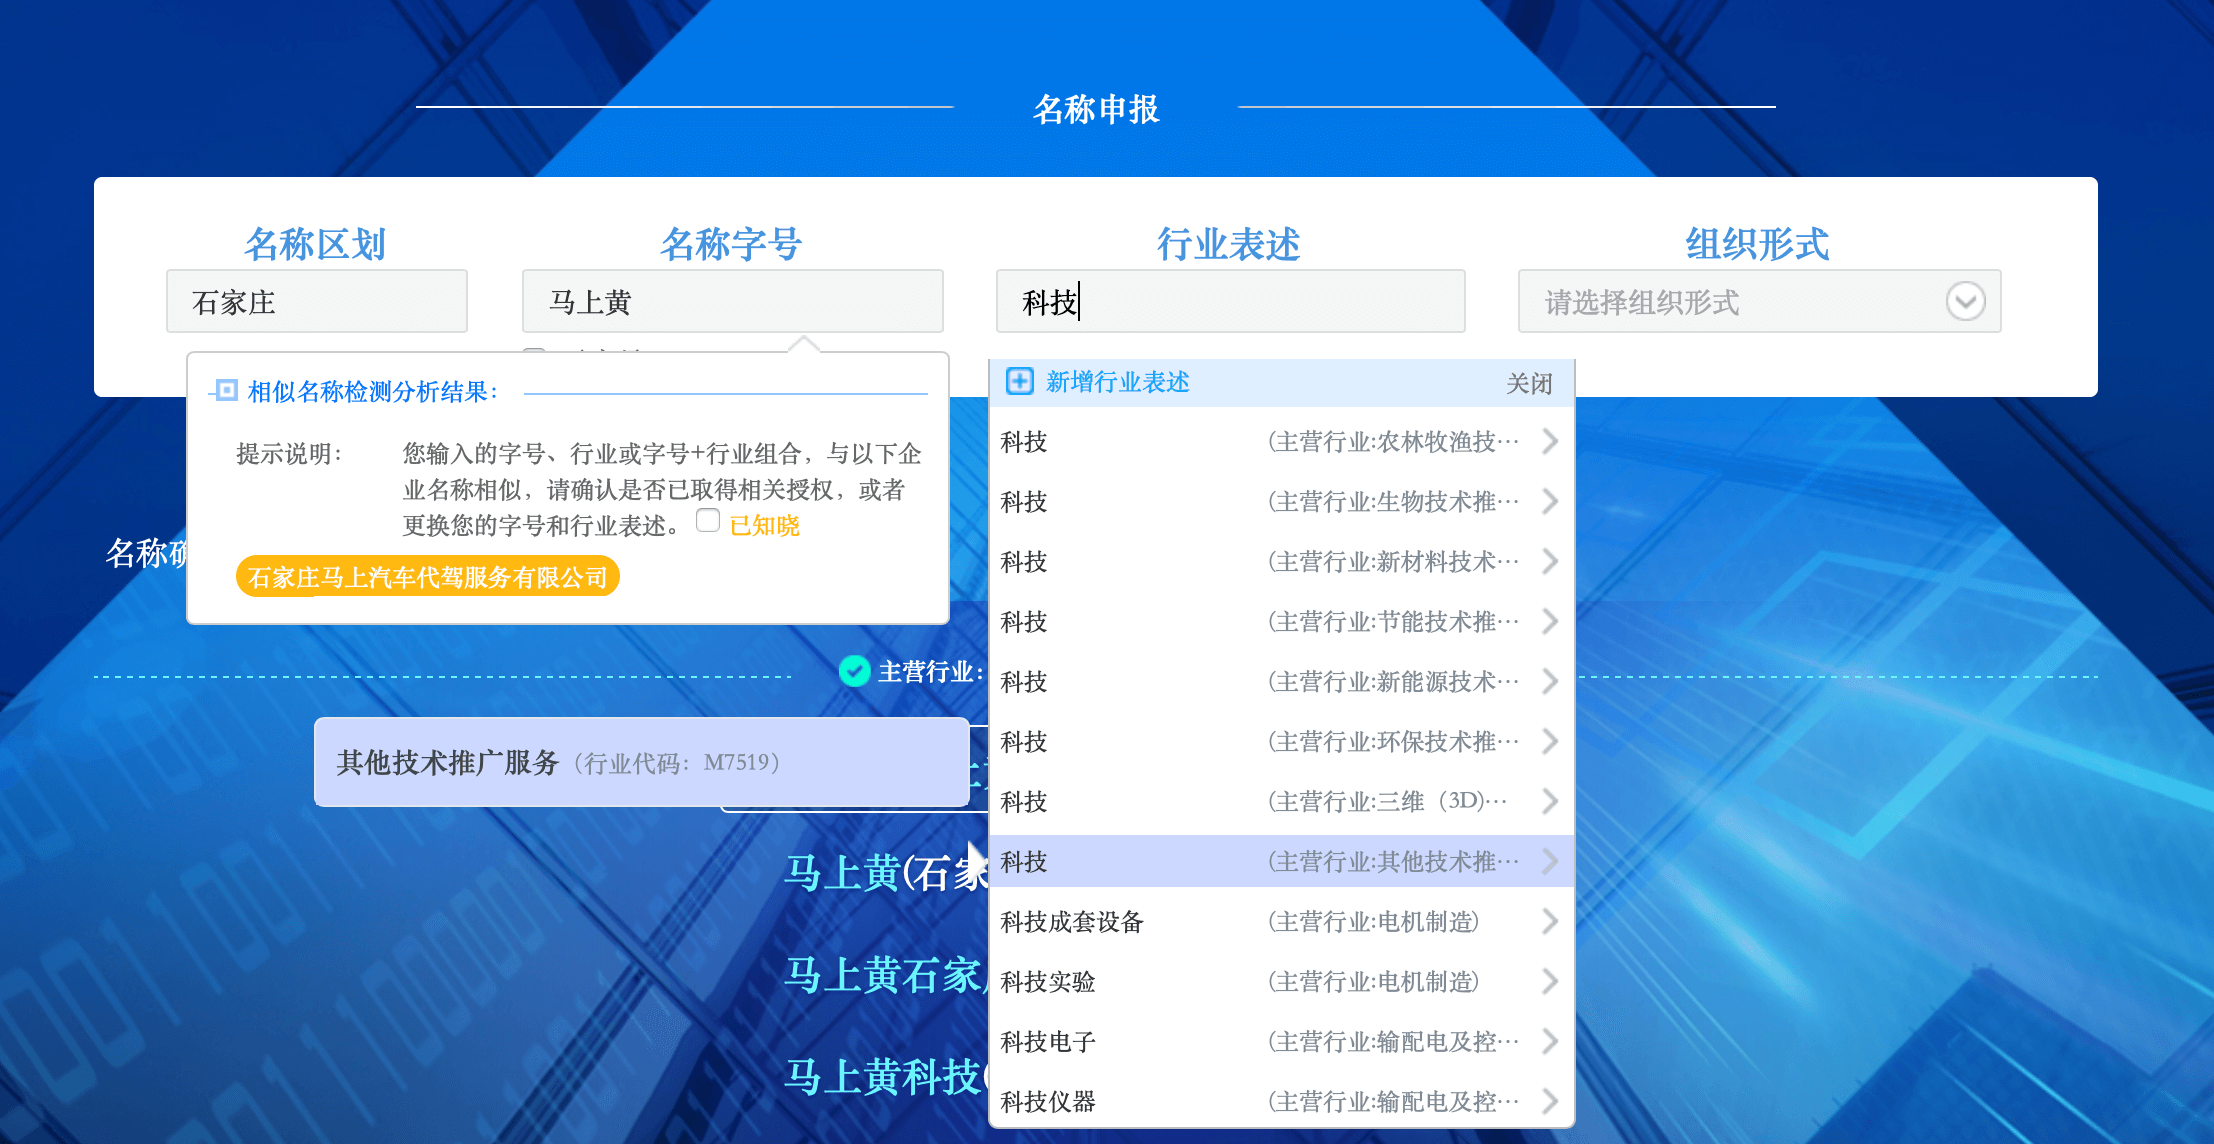 名称申报
名称区划
名称字号
行业表述
组织形式
石家庄
马上黄
科技
请选择组织形式
相似名称检测分析结果：
提示说明：
您输入的字号、行业或字号+行业组合，与以下企
业名称相似，请确认是否已取得相关授权，或者
更换您的字号和行业表述。 已知晓
石家庄马上汽车代驾服务有限公司
名称确
主营行业：
其他技术推广服务（行业代码：M7519）
马上黄(石家
马上黄石家
马上黄科技(
新增行业表述 关闭
科技 (主营行业:农林牧渔技…
科技 (主营行业:生物技术推…
科技 (主营行业:新材料技术…
科技 (主营行业:节能技术推…
科技 (主营行业:新能源技术…
科技 (主营行业:环保技术推…
科技 (主营行业:三维（3D)…
科技 (主营行业:其他技术推…
科技成套设备 (主营行业:电机制造)
科技实验 (主营行业:电机制造)
科技电子 (主营行业:输配电及控…
科技仪器 (主营行业:输配电及控…